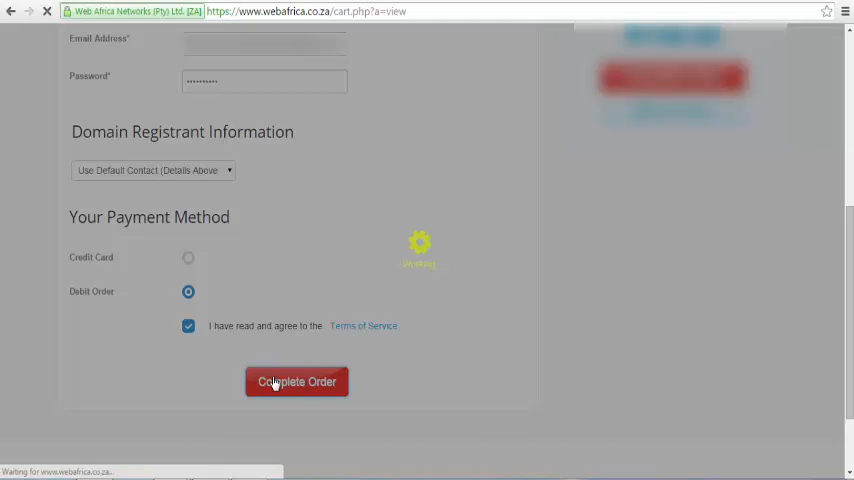 Web Africa Networks (Pty) Ltd. [ZA] https://www.webafrica.co.za/cart.php?a=view
Email Address*
Password*
Domain Registrant Information
Use Default Contact (Details Above
Your Payment Method
Credit Card
Debit Order
I have read and agree to the Terms of Service
Complete Order
Waiting for www.webafrica.co.za...